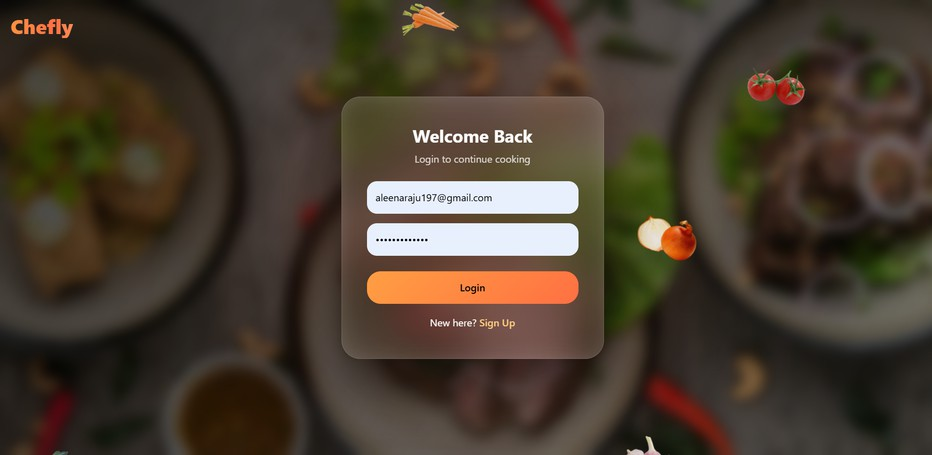 Chefly
Welcome Back
Login to continue cooking
aleenaraju197@gmail.com
•••••••••••••
Login
New here? Sign Up